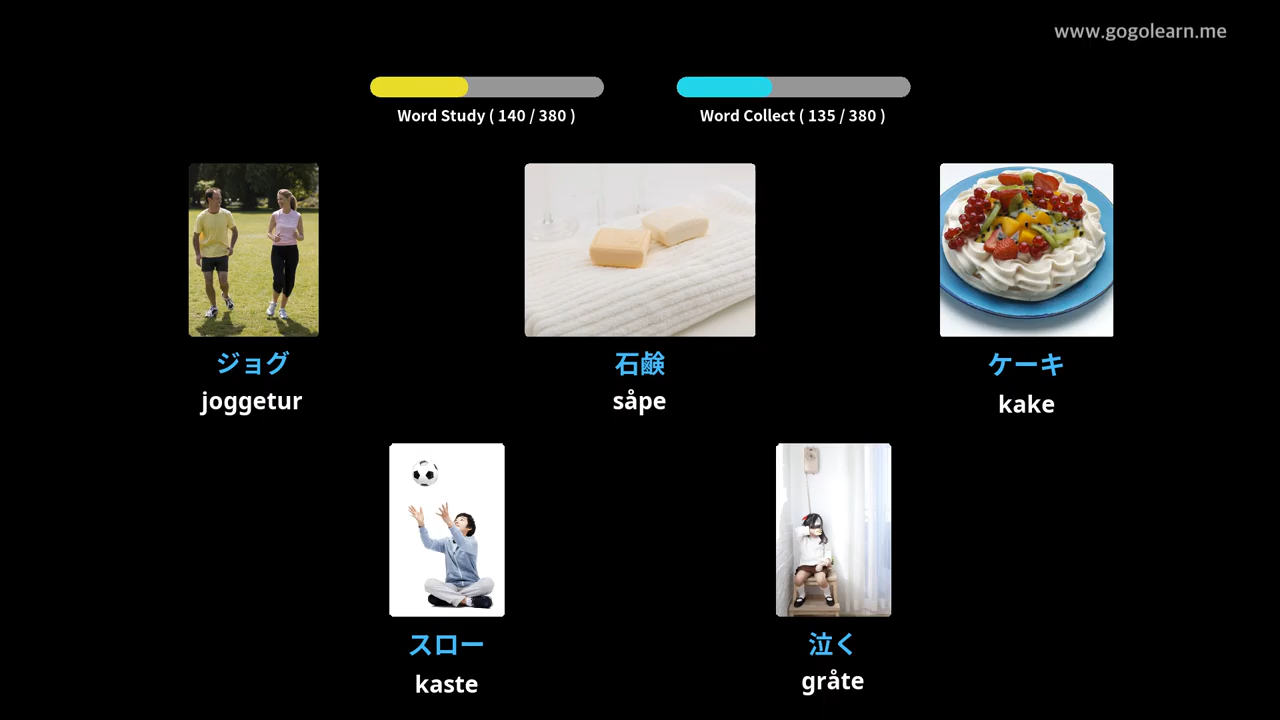 www.gogolearn.me
Word Study ( 140 / 380 )
Word Collect ( 135 / 380 )
ジョグ
joggetur
石鹸
såpe
ケーキ
kake
スロー
kaste
泣く
gråte